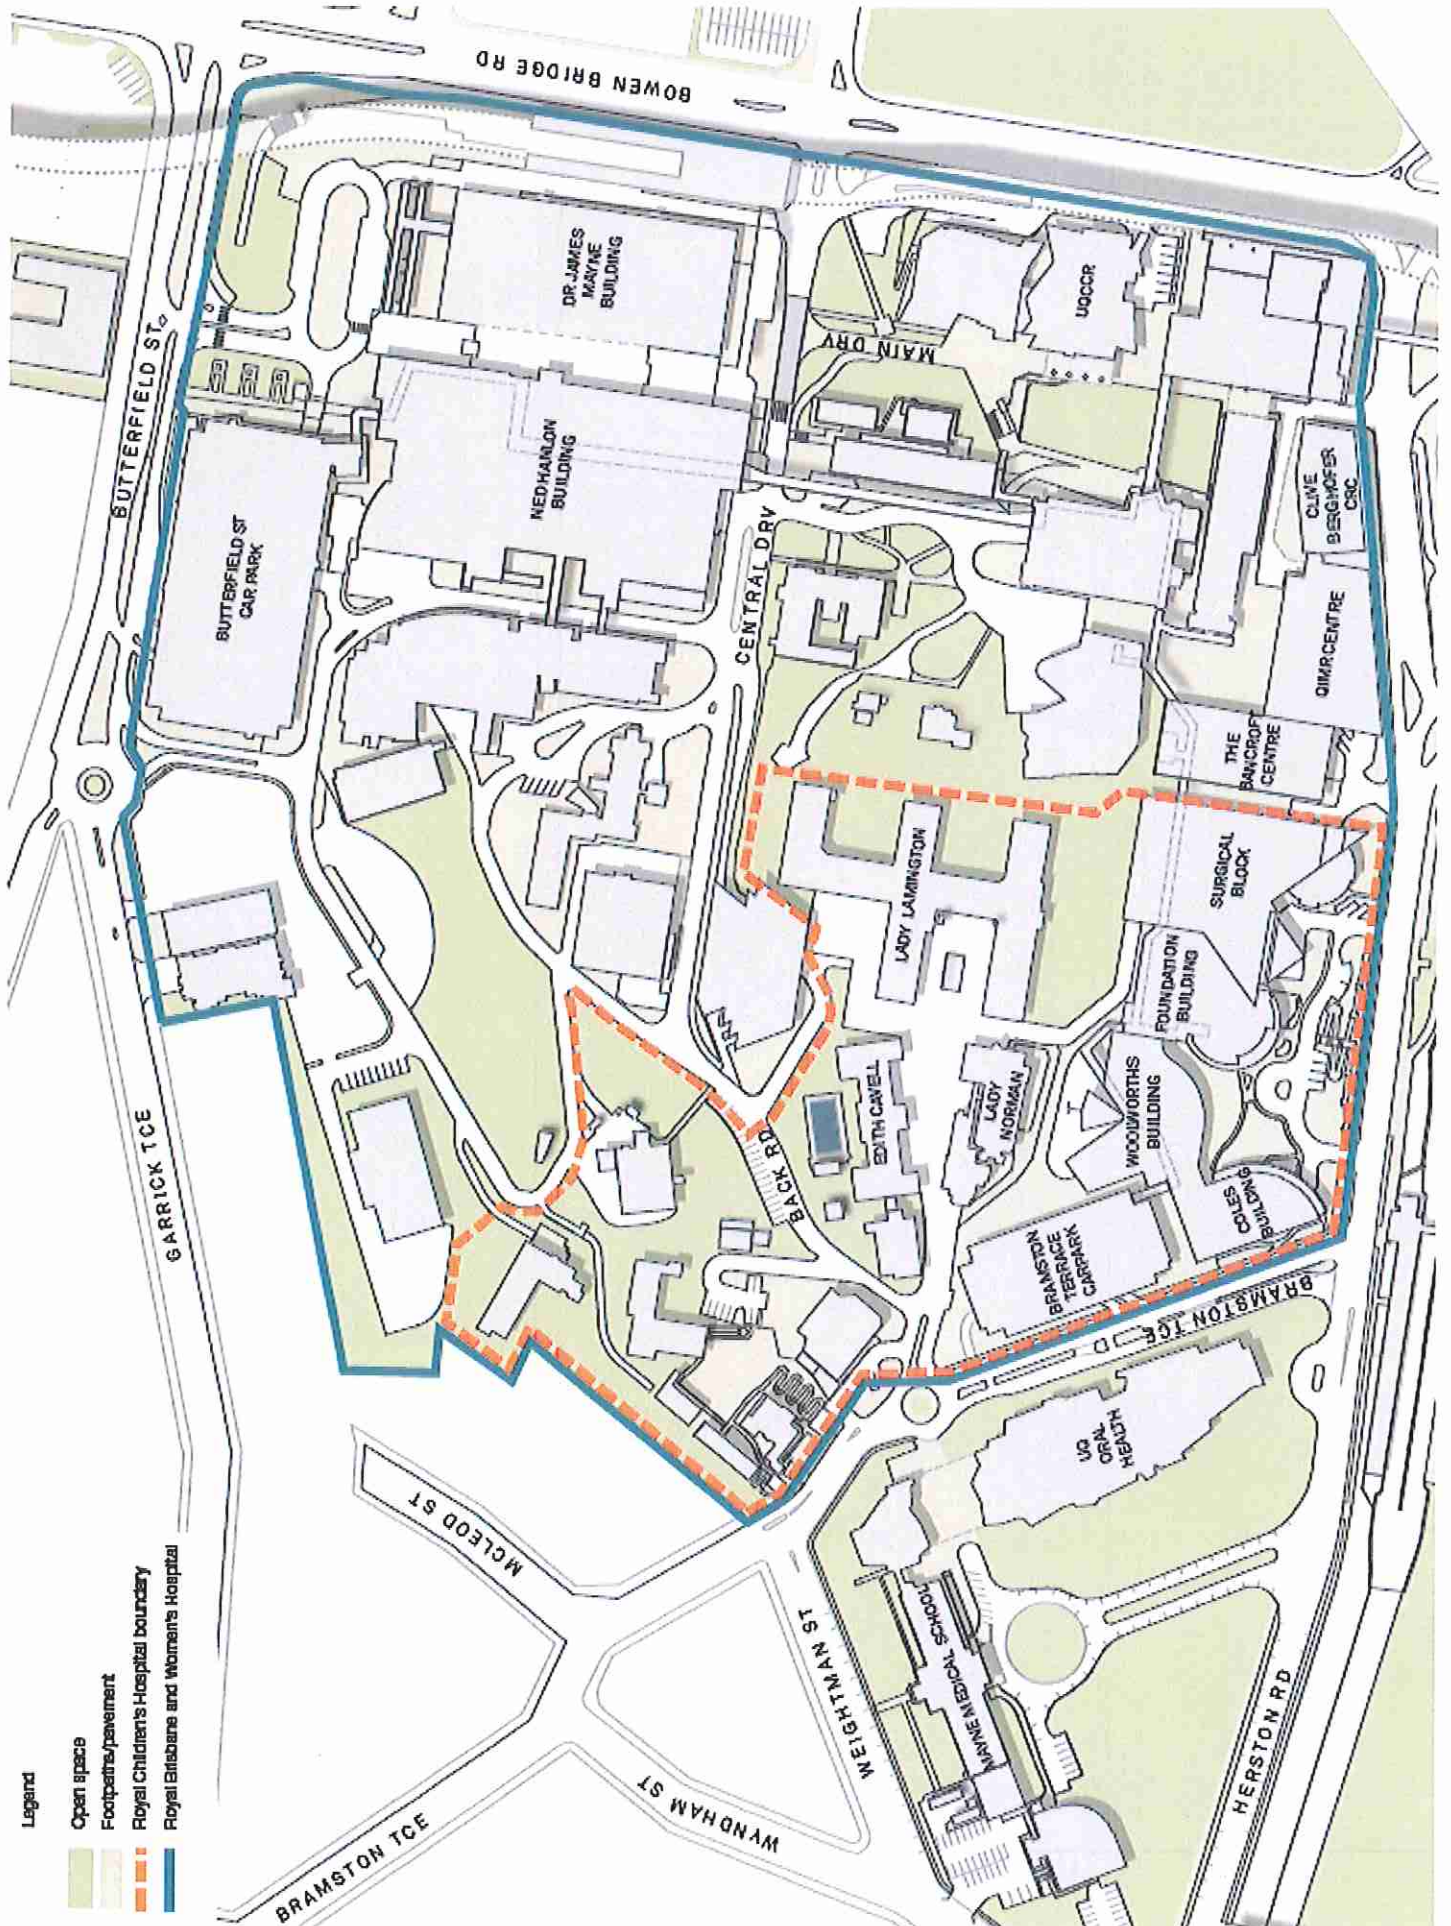 Legend
Open space
Footpaths/pavement
Royal Children's Hospital boundary
Royal Brisbane and Women's Hospital
BRAMSTON TCE
WYNDHAM ST
MCLEOD ST
WEIGHTMAN ST
HERSTON RD
MAYNE MEDICAL SCHOOL
UQ
ORAL
HEALTH
GARRICK TCE
BRAMSTON TCE
BRAMSTON
TERRACE
CARPARK
COLES
BUILDING
WOOLWORTHS
BUILDING
BACK RD
EDITH CAVELL
LADY
NORMAN
FOUNDATION
BUILDING
LADY LAMINGTON
SURGICAL
BLOCK
THE
BANCROFT
CENTRE
QIMR CENTRE
CLIVE
BERGHOFER
CRC
CENTRAL DRV
BUTTERFIELD ST
CAR PARK
BUTTERFIELD ST
NED HANLON
BUILDING
DR JAMES
MAYNE
BUILDING
MAIN DRV
UQCCR
BOWEN BRIDGE RD